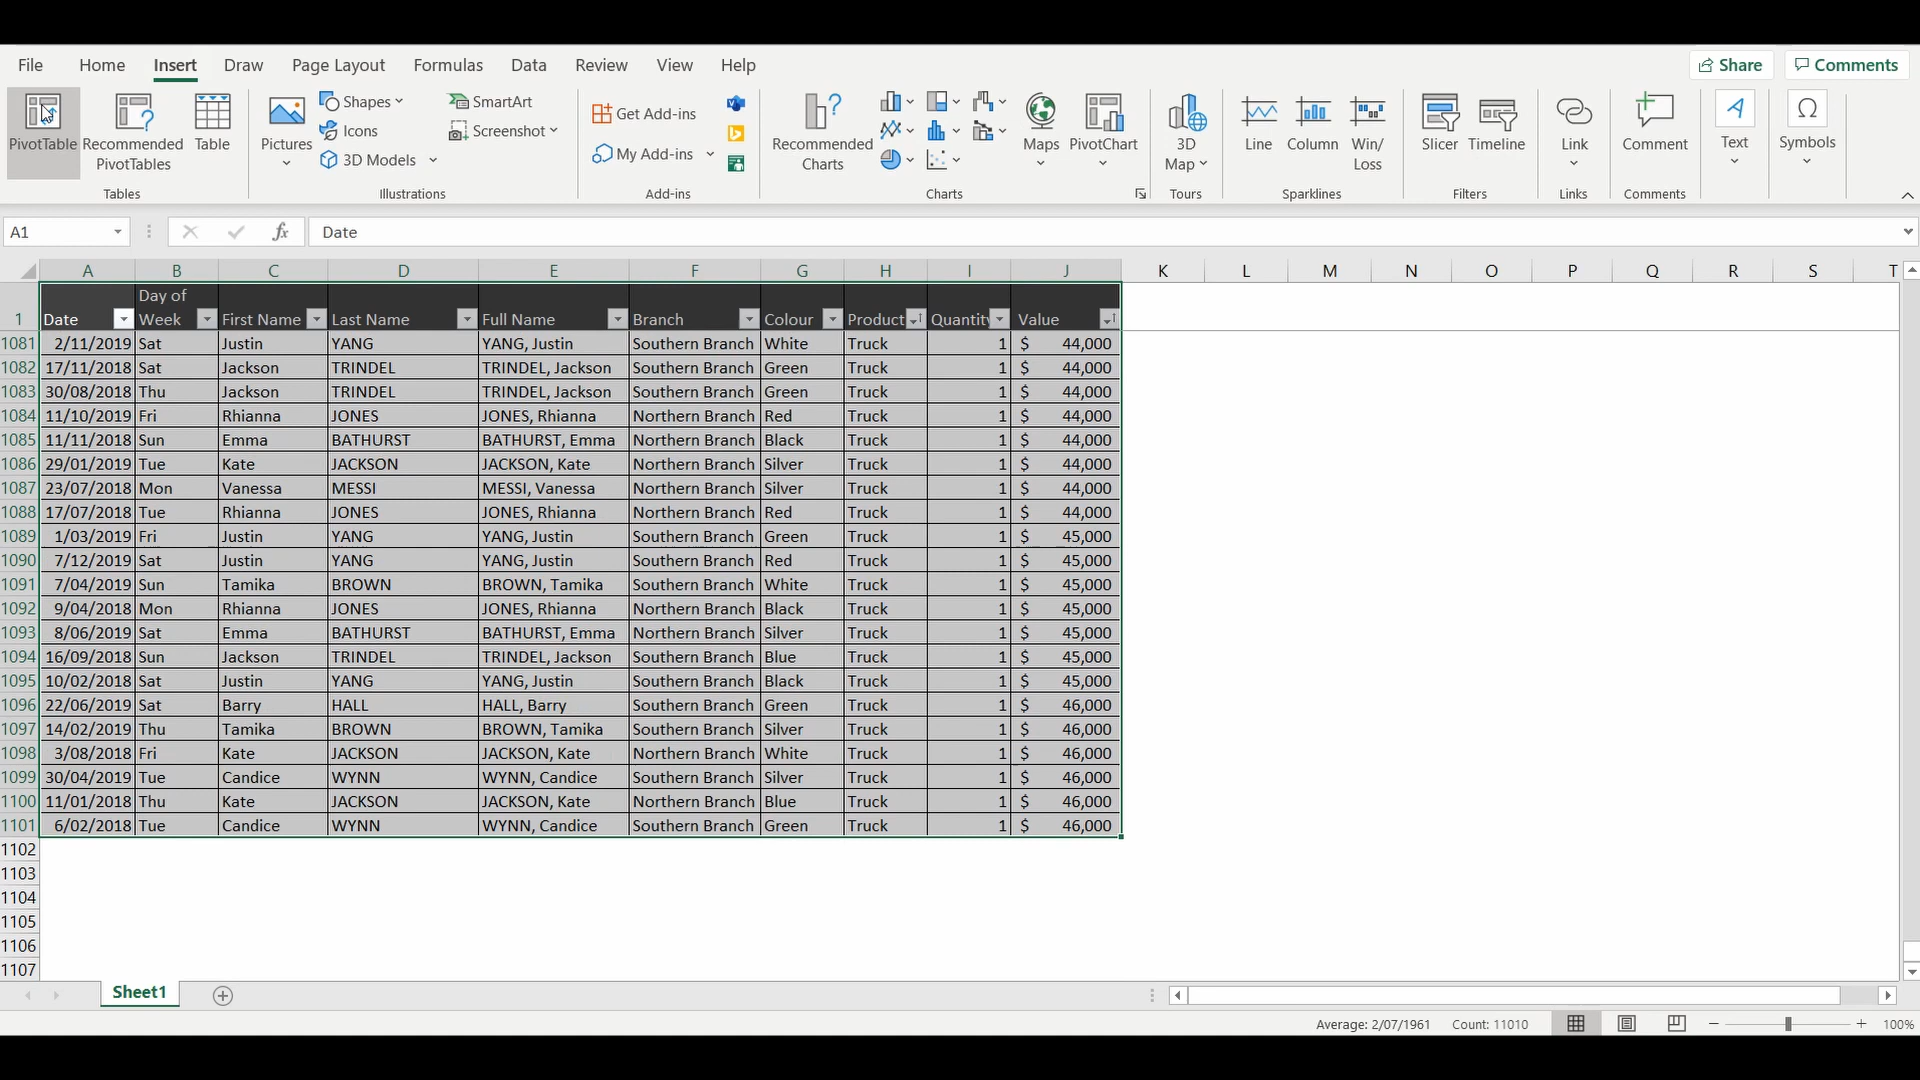 File Home Insert Draw Page Layout Formulas Data Review View Help Share Comments
PivotTable
Recommended PivotTables
Table
Tables
Pictures
Shapes
Icons
3D Models
SmartArt
Screenshot
Illustrations
Get Add-ins
My Add-ins
Add-ins
Recommended Charts
Maps
PivotChart
Charts
3D Map
Tours
Line
Column
Win/ Loss
Sparklines
Slicer
Timeline
Filters
Link
Links
Comment
Comments
Text
Symbols
A1 fx Date
A B C D E F G H I J K L M N O P Q R S T
1 Date Day of Week First Name Last Name Full Name Branch Colour Product Quantity Value
1081 2/11/2019 Sat Justin YANG YANG, Justin Southern Branch White Truck 1 $ 44,000
1082 17/11/2018 Sat Jackson TRINDEL TRINDEL, Jackson Southern Branch Green Truck 1 $ 44,000
1083 30/08/2018 Thu Jackson TRINDEL TRINDEL, Jackson Southern Branch Green Truck 1 $ 44,000
1084 11/10/2019 Fri Rhianna JONES JONES, Rhianna Northern Branch Red Truck 1 $ 44,000
1085 11/11/2018 Sun Emma BATHURST BATHURST, Emma Northern Branch Black Truck 1 $ 44,000
1086 29/01/2019 Tue Kate JACKSON JACKSON, Kate Northern Branch Silver Truck 1 $ 44,000
1087 23/07/2018 Mon Vanessa MESSI MESSI, Vanessa Northern Branch Silver Truck 1 $ 44,000
1088 17/07/2018 Tue Rhianna JONES JONES, Rhianna Northern Branch Red Truck 1 $ 44,000
1089 1/03/2019 Fri Justin YANG YANG, Justin Southern Branch Green Truck 1 $ 45,000
1090 7/12/2019 Sat Justin YANG YANG, Justin Southern Branch Red Truck 1 $ 45,000
1091 7/04/2019 Sun Tamika BROWN BROWN, Tamika Southern Branch White Truck 1 $ 45,000
1092 9/04/2018 Mon Rhianna JONES JONES, Rhianna Northern Branch Black Truck 1 $ 45,000
1093 8/06/2019 Sat Emma BATHURST BATHURST, Emma Northern Branch Silver Truck 1 $ 45,000
1094 16/09/2018 Sun Jackson TRINDEL TRINDEL, Jackson Southern Branch Blue Truck 1 $ 45,000
1095 10/02/2018 Sat Justin YANG YANG, Justin Southern Branch Black Truck 1 $ 45,000
1096 22/06/2019 Sat Barry HALL HALL, Barry Southern Branch Green Truck 1 $ 46,000
1097 14/02/2019 Thu Tamika BROWN BROWN, Tamika Southern Branch Silver Truck 1 $ 46,000
1098 3/08/2018 Fri Kate JACKSON JACKSON, Kate Northern Branch White Truck 1 $ 46,000
1099 30/04/2019 Tue Candice WYNN WYNN, Candice Southern Branch Silver Truck 1 $ 46,000
1100 11/01/2018 Thu Kate JACKSON JACKSON, Kate Northern Branch Blue Truck 1 $ 46,000
1101 6/02/2018 Tue Candice WYNN WYNN, Candice Southern Branch Green Truck 1 $ 46,000
1102
1103
1104
1105
1106
1107
Sheet1
Average: 2/07/1961 Count: 11010 100%